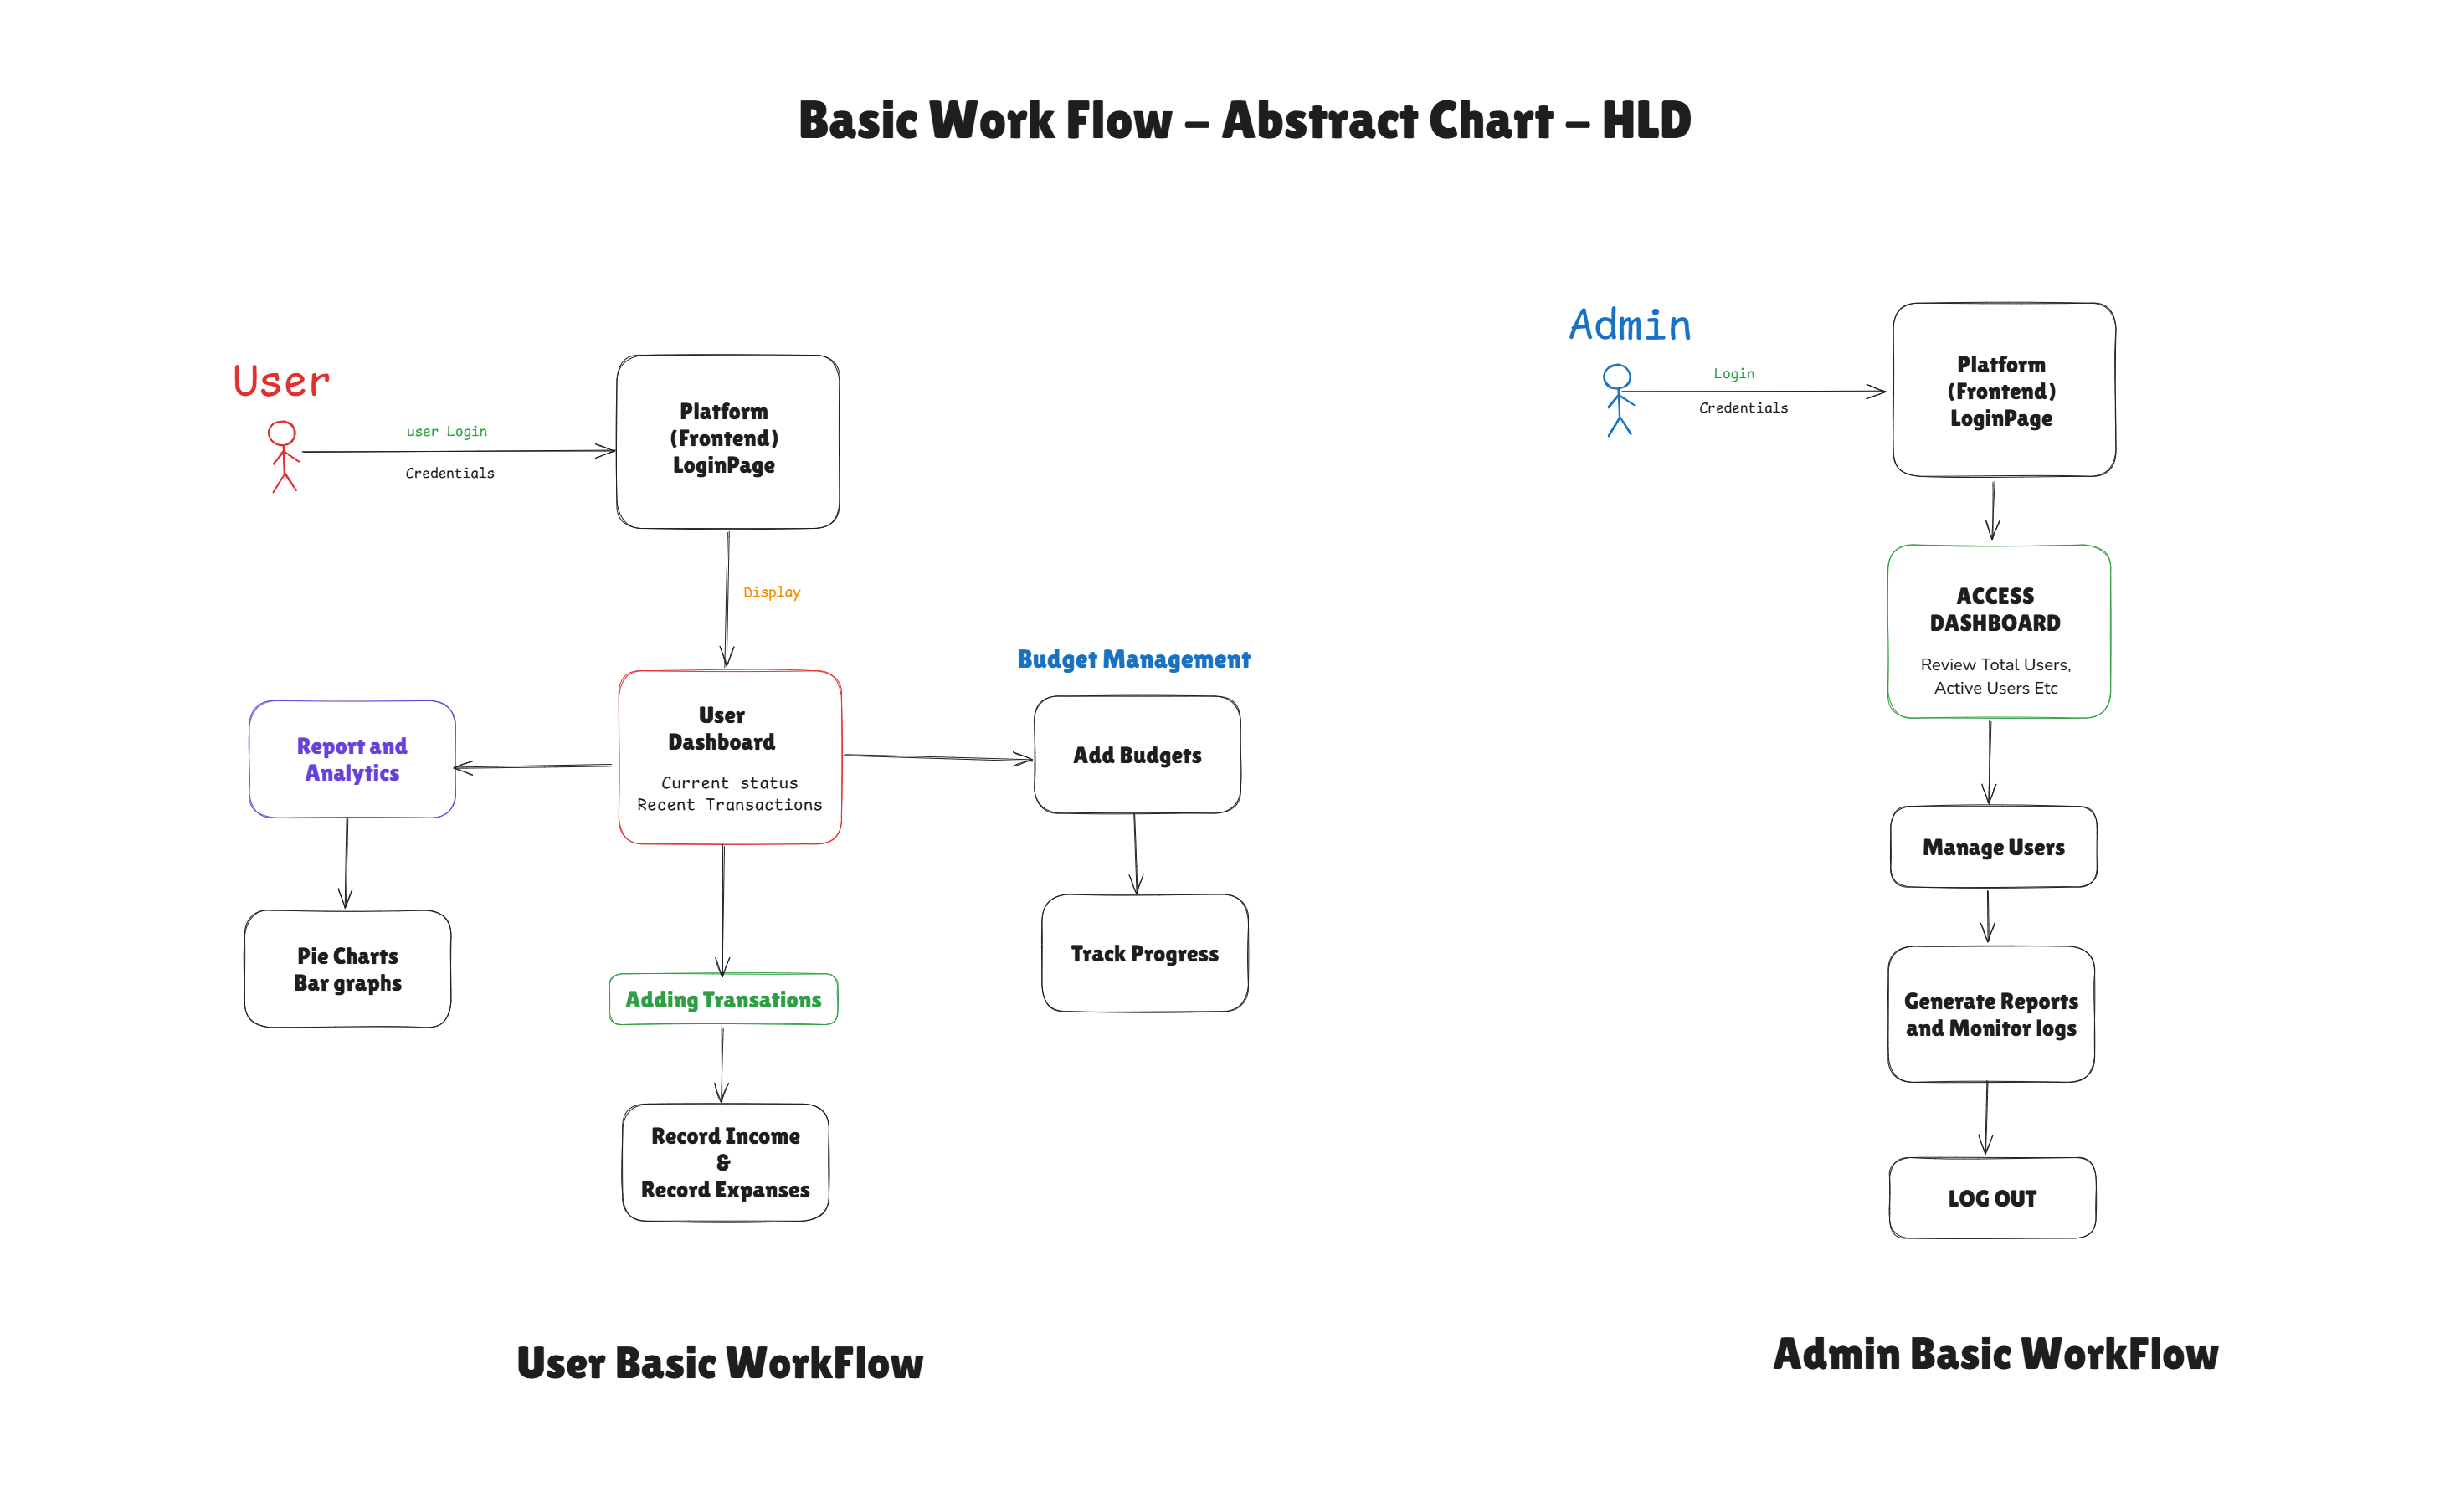 Basic Work Flow - Abstract Chart - HLD
User
user Login
Credentials
Platform
(Frontend)
LoginPage
Display
User
Dashboard
Current status
Recent Transactions
Report and
Analytics
Pie Charts
Bar graphs
Budget Management
Add Budgets
Track Progress
Adding Transations
Record Income
&
Record Expanses
User Basic WorkFlow
Admin
Login
Credentials
Platform
(Frontend)
LoginPage
ACCESS
DASHBOARD
Review Total Users,
Active Users Etc
Manage Users
Generate Reports
and Monitor logs
LOG OUT
Admin Basic WorkFlow